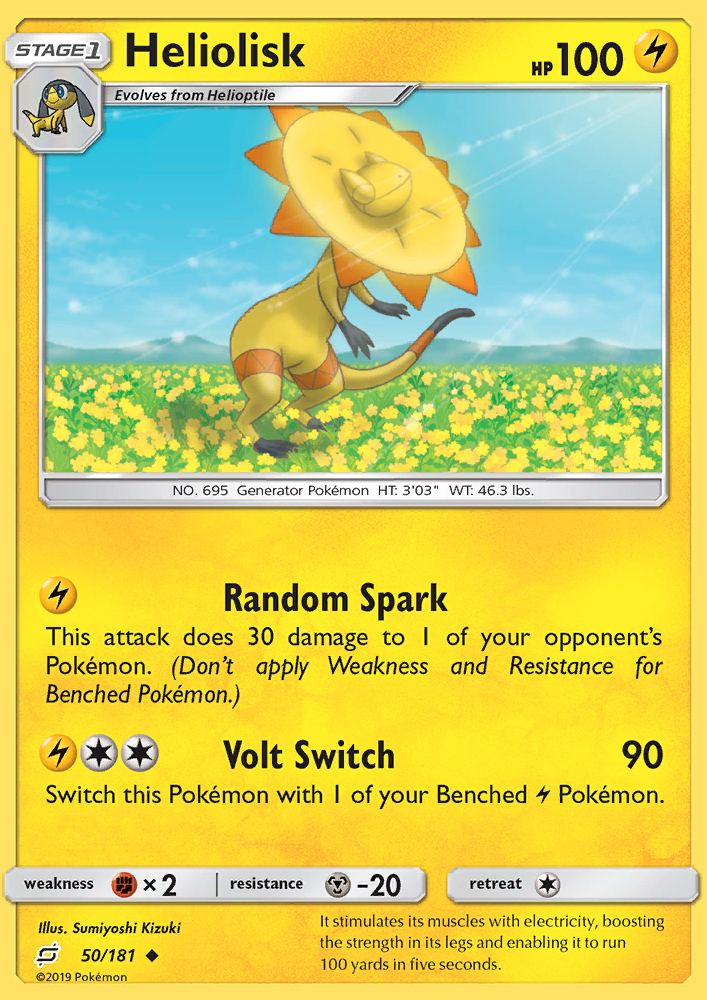 STAGE1
Heliolisk
HP100
Evolves from Helioptile
NO. 695 Generator Pokémon HT: 3'03" WT: 46.3 lbs.
Random Spark
This attack does 30 damage to 1 of your opponent's
Pokémon. (Don't apply Weakness and Resistance for
Benched Pokémon.)
Volt Switch 90
Switch this Pokémon with 1 of your Benched Pokémon.
weakness ×2 resistance -20 retreat
Illus. Sumiyoshi Kizuki
50/181
©2019 Pokémon
It stimulates its muscles with electricity, boosting
the strength in its legs and enabling it to run
100 yards in five seconds.